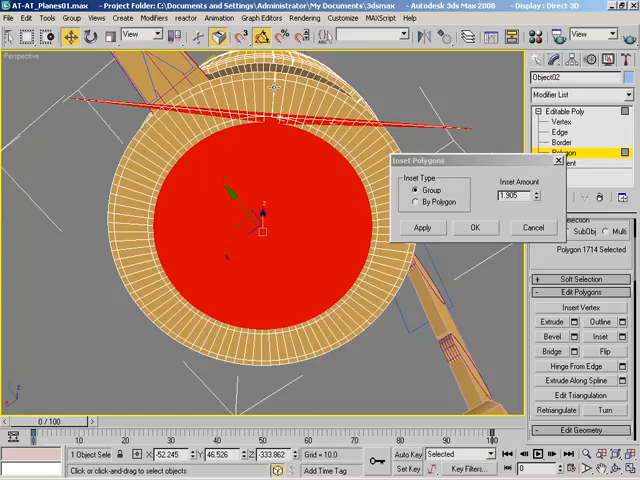 AT-AT_Planes01.max - Project Folder: C:\Documents and Settings\Administrator\My Documents\3dsmax - Autodesk 3ds Max 2008 - Display : Direct 3D
File Edit Tools Group Views Create Modifiers Reactor Animation Graph Editors Rendering Customize MAXScript Help
View
View
Perspective
Object02
Modifier List
Editable Poly
Vertex
Edge
Border
Polygon
Inset Polygons
Inset Type
Group
By Polygon
Inset Amount
1.905
Apply OK Cancel
SubObj Multi
Polygon 1714 Selected
Soft Selection
Edit Polygons
Insert Vertex
Extrude Outline
Bevel Inset
Bridge Flip
Hinge From Edge
Extrude Along Spline
Edit Triangulation
Retriangulate Turn
Edit Geometry
0 / 100
0 10 20 30 40 50 60 70 80 90 100
1 Object Selec X: -52.245 Y: 46.526 Z: -333.862 Grid = 10.0 Auto Key Selected
Click or click-and-drag to select objects Add Time Tag Set Key Key Filters... 0